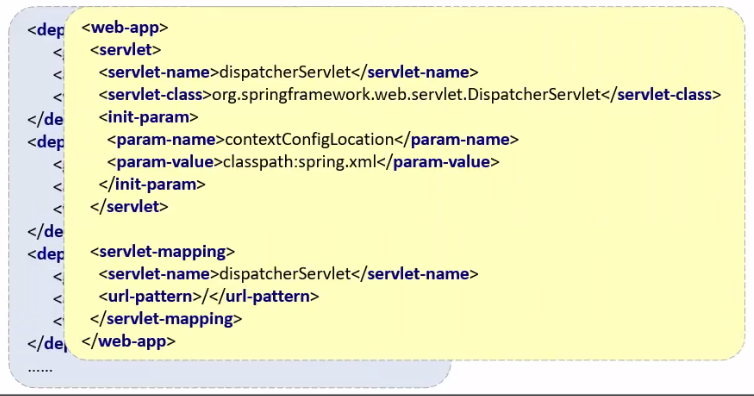 <web-app>
<servlet>
<servlet-name>dispatcherServlet</servlet-name>
<servlet-class>org.springframework.web.servlet.DispatcherServlet</servlet-class>
<init-param>
<param-name>contextConfigLocation</param-name>
<param-value>classpath:spring.xml</param-value>
</init-param>
</servlet>
<servlet-mapping>
<servlet-name>dispatcherServlet</servlet-name>
<url-pattern>/</url-pattern>
</servlet-mapping>
</web-app>
<dep
</de
<dep
</de
<dep
</dep
......